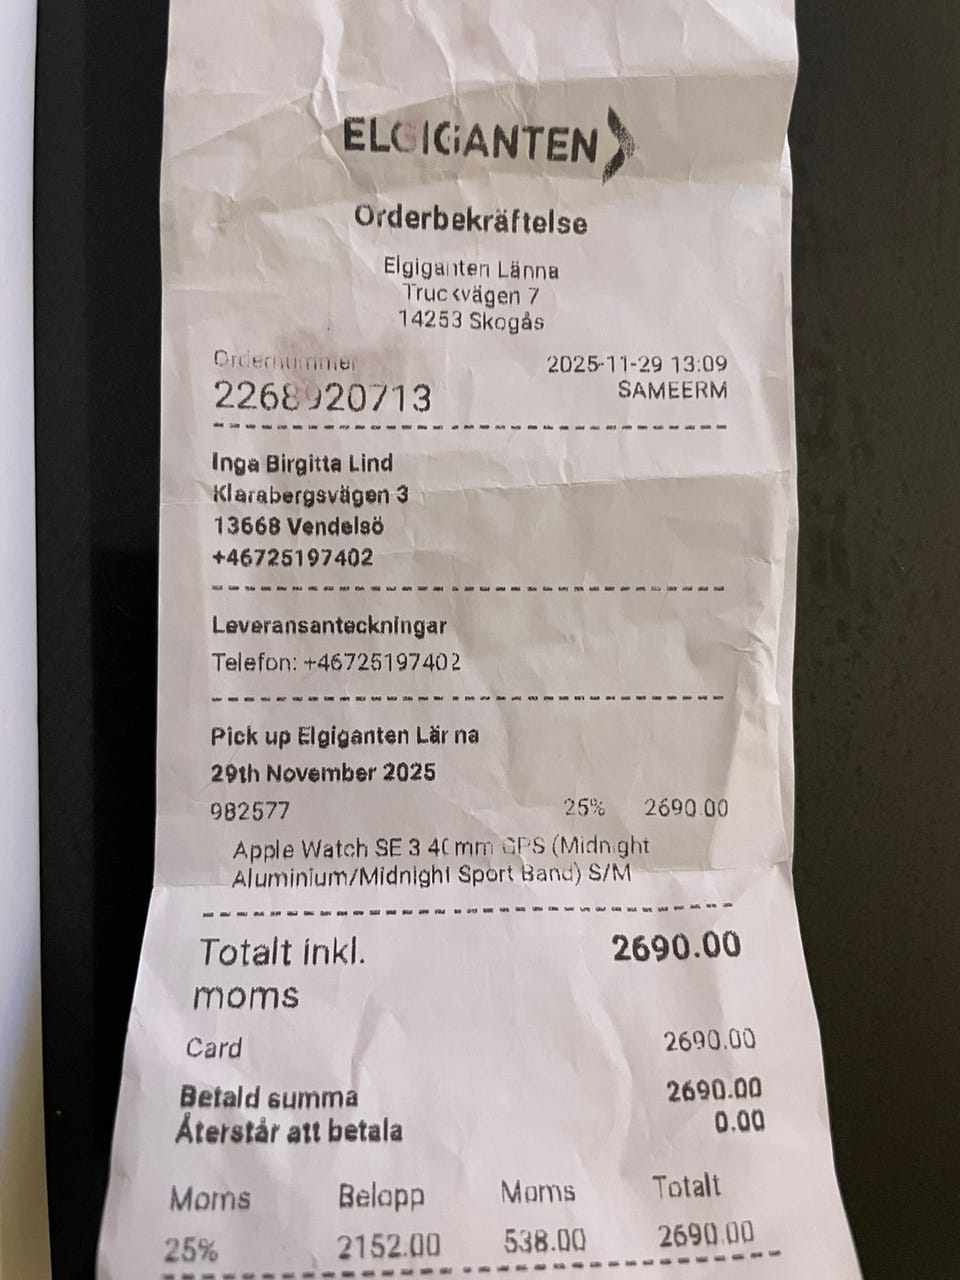 ELGIGANTEN
Orderbekräftelse
Elgiganten Länna
Truckvägen 7
14253 Skogås
Ordernummer 2025-11-29 13:09
2268920713 SAMEERM
Inga Birgitta Lind
Klarabergsvägen 3
13668 Vendelsö
+46725197402
Leveransanteckningar
Telefon: +46725197402
Pick up Elgiganten Länna
29th November 2025
982577 25% 2690.00
Apple Watch SE 3 40mm GPS (Midnight
Aluminium/Midnight Sport Band) S/M
Totalt inkl. 2690.00
moms
Card 2690.00
Betald summa 2690.00
Återstår att betala 0.00
Moms Belopp Moms Totalt
25% 2152.00 538.00 2690.00